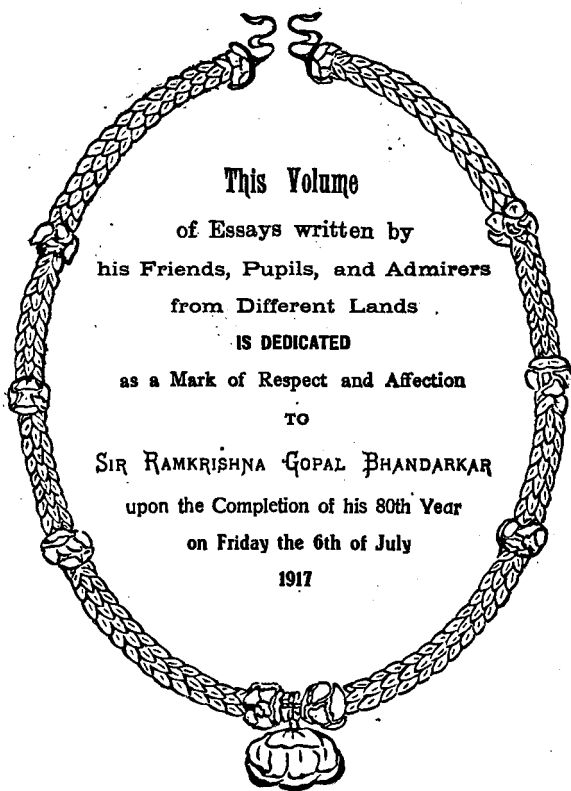 This Volume
of Essays written by
his Friends, Pupils, and Admirers
from Different Lands
IS DEDICATED
as a Mark of Respect and Affection
TO
SIR RAMKRISHNA GOPAL BHANDARKAR
upon the Completion of his 80th Year
on Friday the 6th of July
1917